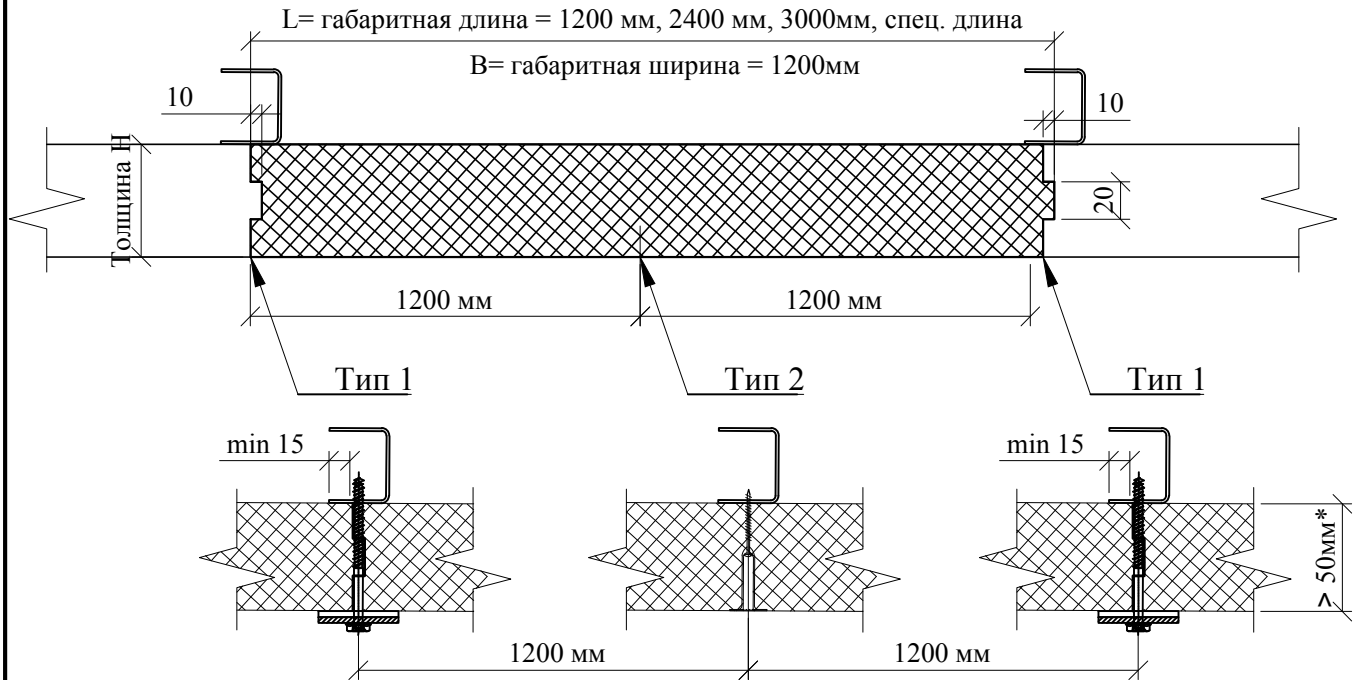 L= габаритная длина = 1200 мм, 2400 мм, 3000мм, спец. длина
В= габаритная ширина = 1200мм
10
10
Толщина Н
20
1200 мм
1200 мм
Тип 1
Тип 2
Тип 1
min 15
min 15
> 50мм*
1200 мм
1200 мм